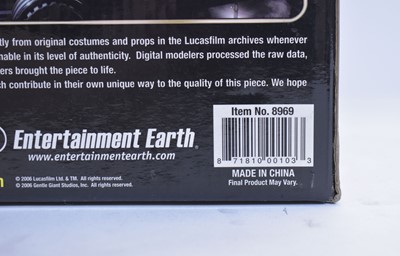 tly from original costumes and props in the Lucasfilm archives whenever
nable in its level of authenticity. Digital modelers processed the raw data,
ers brought the piece to life.
ch contribute in their own unique way to the quality of this piece. We hope
Item No. 8969
Entertainment Earth®
www.entertainmentearth.com
8 71810 00103 3
MADE IN CHINA
Final Product May Vary.
© 2006 Lucasfilm Ltd. & TM. All rights reserved.
© 2006 Gentle Giant Studios, Inc. All rights reserved.